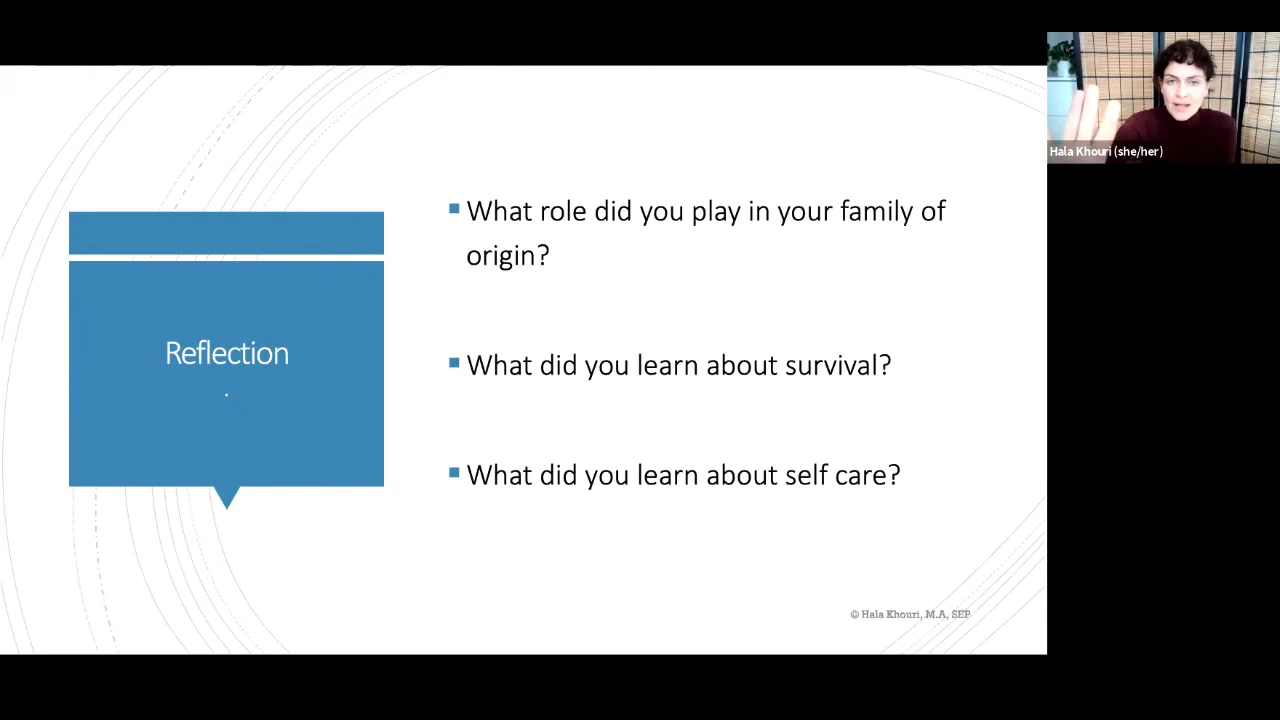 Hala Khouri (she/her)
What role did you play in your family of
origin?
Reflection
.
What did you learn about survival?
What did you learn about self care?
© Hala Khouri, M.A, SEP